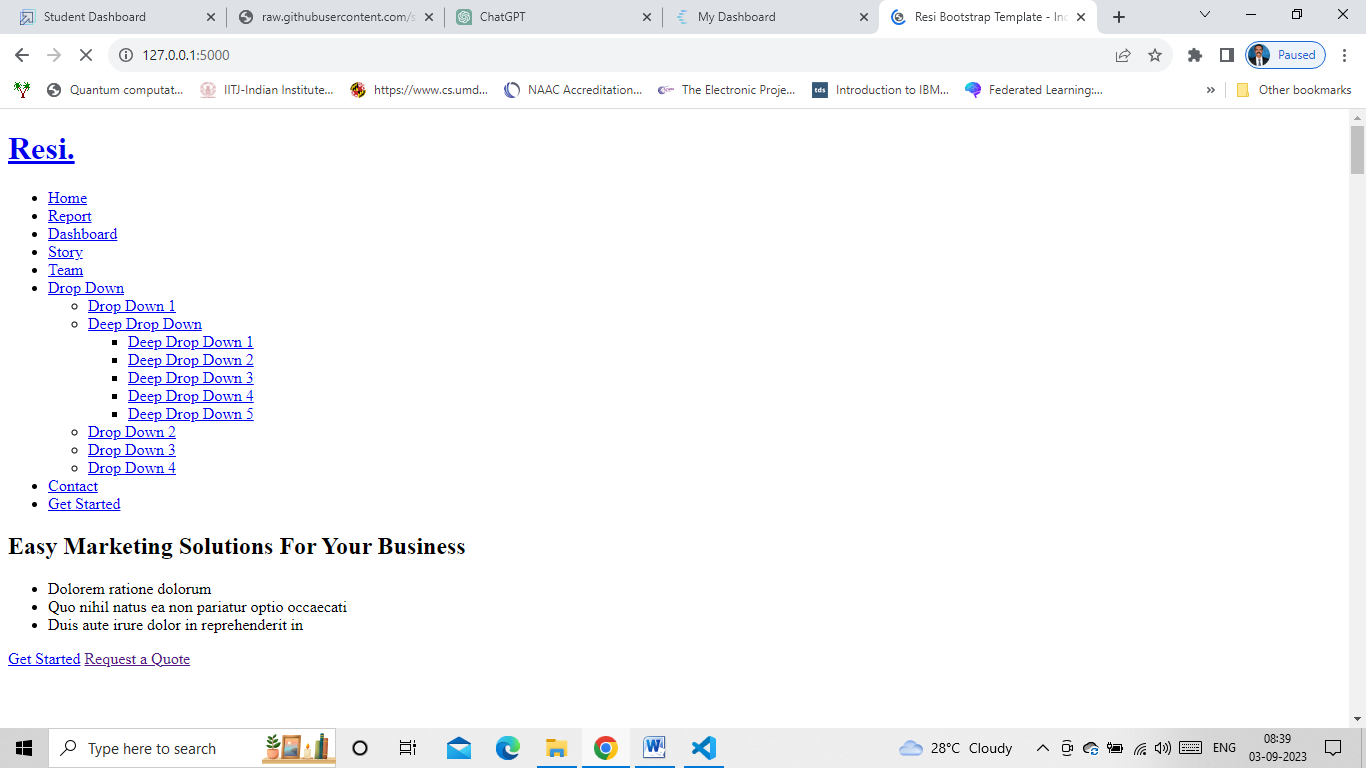 Student Dashboard
raw.githubusercontent.com/s
ChatGPT
My Dashboard
Resi Bootstrap Template - Ind
127.0.0.1:5000
Paused
Quantum computat...
IITJ-Indian Institute...
https://www.cs.umd...
NAAC Accreditation...
The Electronic Proje...
tds
Introduction to IBM...
Federated Learning:...
»
Other bookmarks
Resi.
Home
Report
Dashboard
Story
Team
Drop Down
Drop Down 1
Deep Drop Down
Deep Drop Down 1
Deep Drop Down 2
Deep Drop Down 3
Deep Drop Down 4
Deep Drop Down 5
Drop Down 2
Drop Down 3
Drop Down 4
Contact
Get Started
Easy Marketing Solutions For Your Business
Dolorem ratione dolorum
Quo nihil natus ea non pariatur optio occaecati
Duis aute irure dolor in reprehenderit in
Get Started Request a Quote
Type here to search
28°C Cloudy
ENG
08:39
03-09-2023